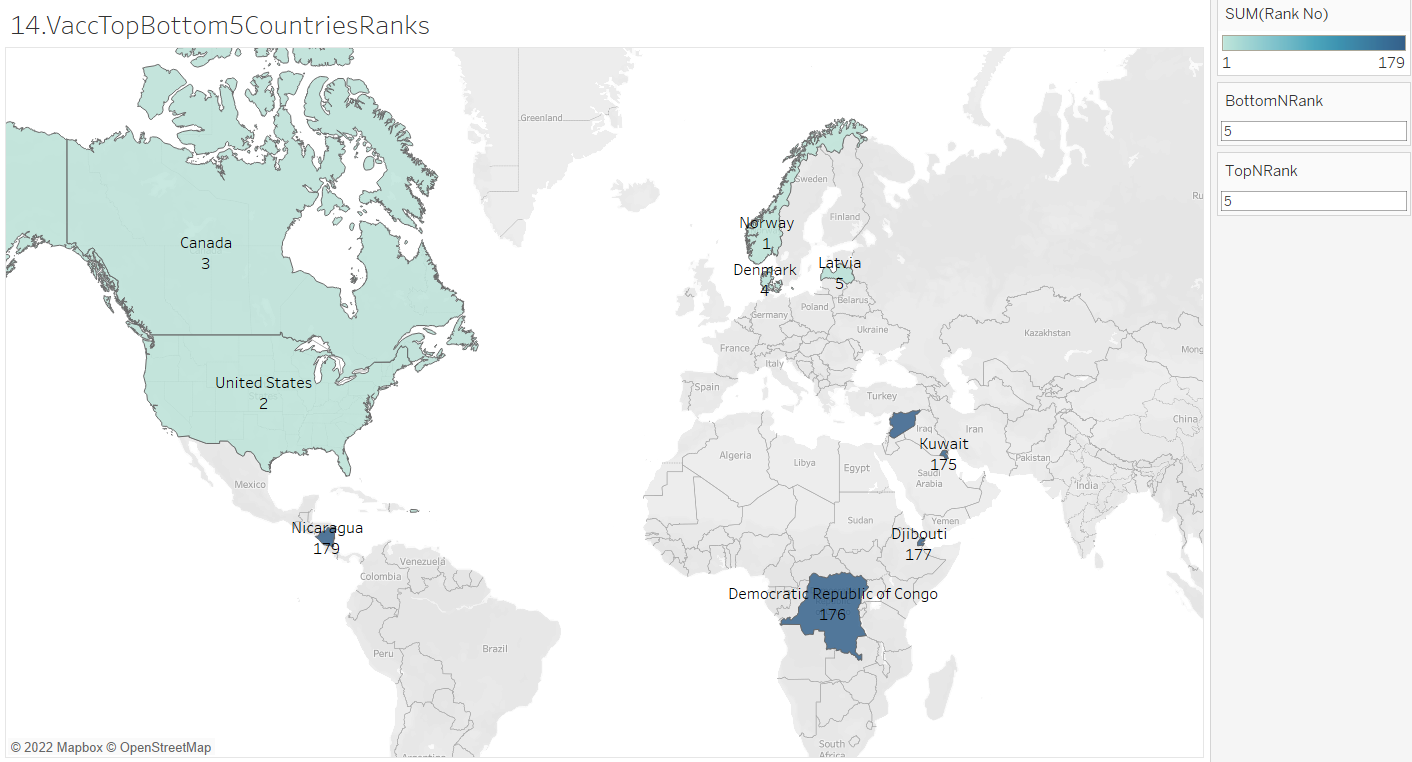 14.VaccTopBottom5CountriesRanks
SUM(Rank No)
1
179
BottomNRank
5
TopNRank
5
Greenland
Sweden
Ru
Finland
Norway
1
Canada
3
Latvia
5
Denmark
4
Belarus
Poland
Germany
Ukraine
Kazakhstan
France
Mong
Italy
United States
2
Spain
Turkey
China
Iraq
Iran
Kuwait
175
Algeria
Libya
Egypt
Pakistan
Saudi
Arabia
India
Mexico
Sudan
Yemen
Nicaragua
179
Djibouti
177
Venezuela
Colombia
Democratic Republic of Congo
176
Brazil
Peru
South
Africa
Argentina
© 2022 Mapbox © OpenStreetMap